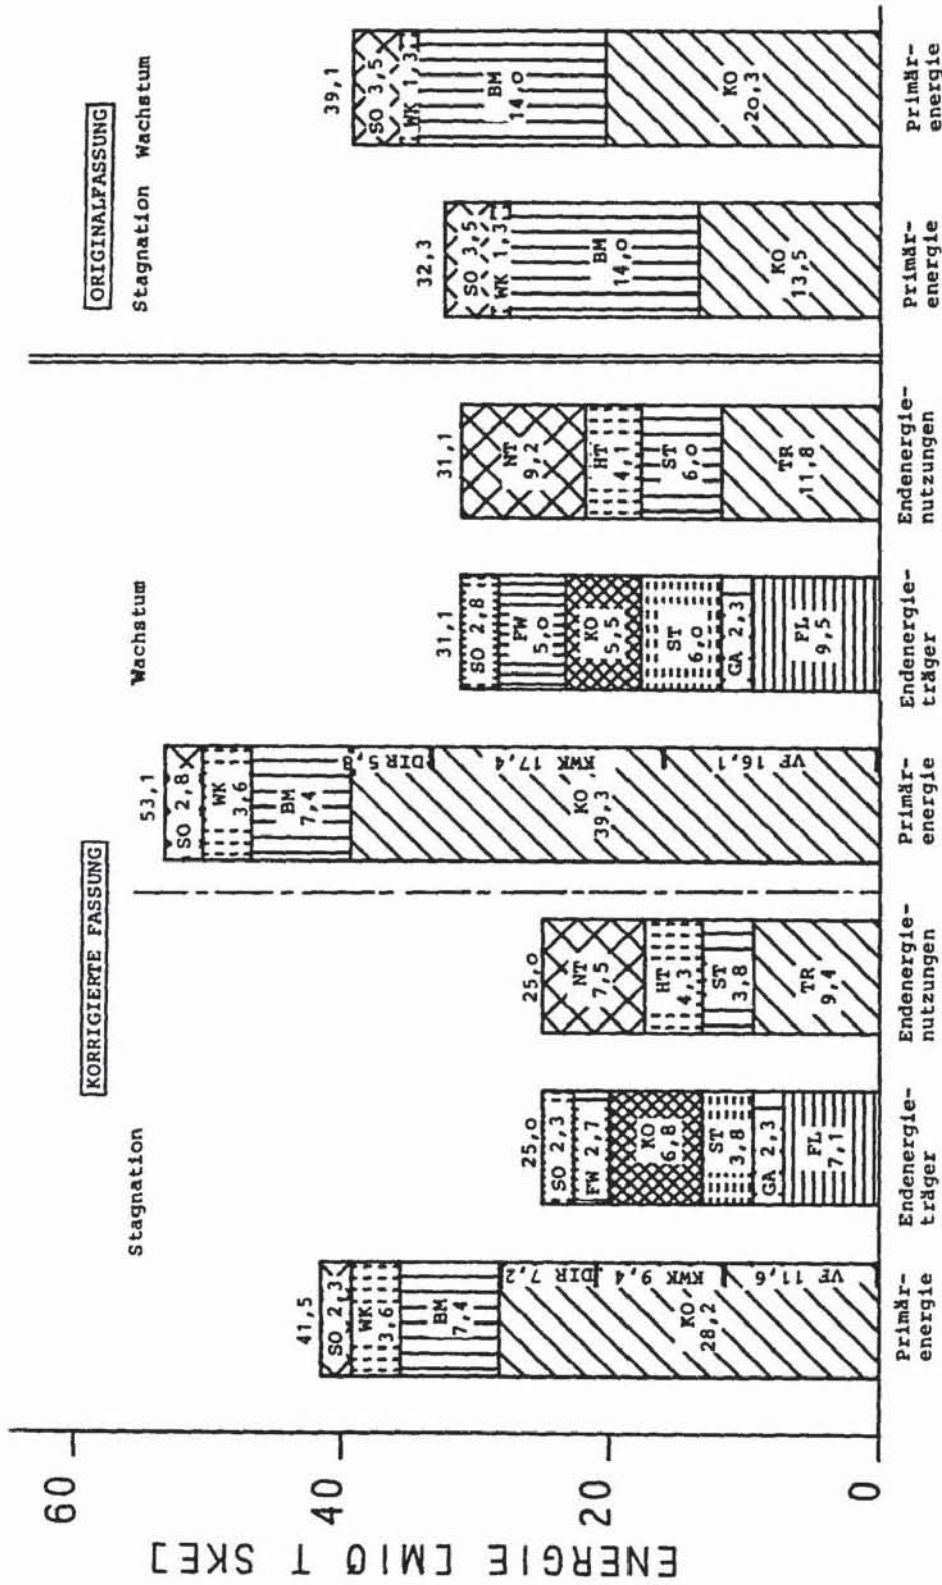 KORRIGIERTE FASSUNG
ORIGINALFASSUNG
Stagnation
Wachstum
Stagnation Wachstum
ENERGIE [MIO T SKE]
60
40
20
0
41,5
SO 2,3
WK
3,6
BM
7,4
KO
28,2
DIR 7,2
KWK 9,4
VF 11,6
Primär-
energie
25,0
SO 2,3
FW 2,7
KO
6,8
ST
3,8
GA 2,3
FL
7,1
Endenergie-
träger
25,0
NT
7,5
HT
4,3
ST
3,8
TR
9,4
Endenergie-
nutzungen
53,1
SO 2,8
WK
3,6
BM
7,4
KO
39,3
DIR 5,8
KWK 17,4
VF 16,1
Primär-
energie
31,1
SO 2,8
FW
5,0
KO
5,5
ST
6,0
GA 2,3
FL
9,5
Endenergie-
träger
31,1
NT
9,2
HT
4,1
ST
6,0
TR
11,8
Endenergie-
nutzungen
32,3
SO 3,5
WK 1,3
BM
14,0
KO
13,5
Primär-
energie
39,1
SO 3,5
WK 1,3
BM
14,0
KO
20,3
Primär-
energie